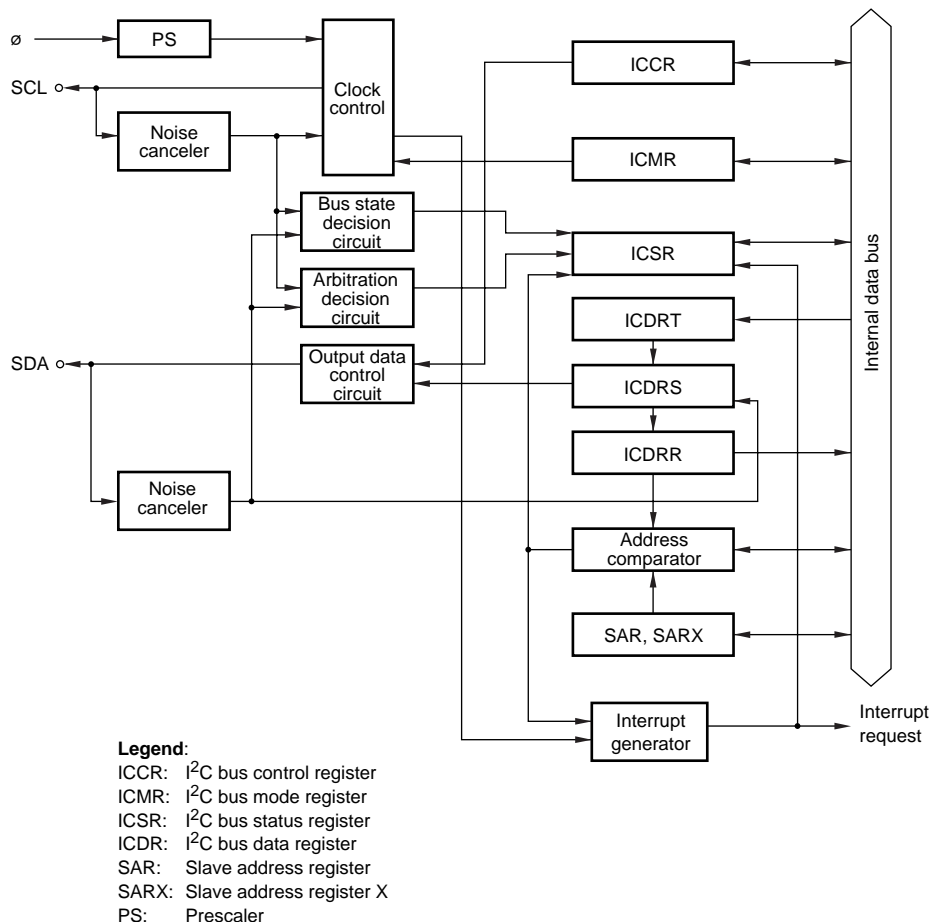 ø
PS
SCL
Clock
control
Noise
canceler
ICCR
ICMR
Bus state
decision
circuit
ICSR
Arbitration
decision
circuit
ICDRT
SDA
Output data
control
circuit
ICDRS
ICDRR
Noise
canceler
Address
comparator
SAR, SARX
Internal data bus
Interrupt
generator
Interrupt
request
Legend:
ICCR: I²C bus control register
ICMR: I²C bus mode register
ICSR: I²C bus status register
ICDR: I²C bus data register
SAR: Slave address register
SARX: Slave address register X
PS: Prescaler